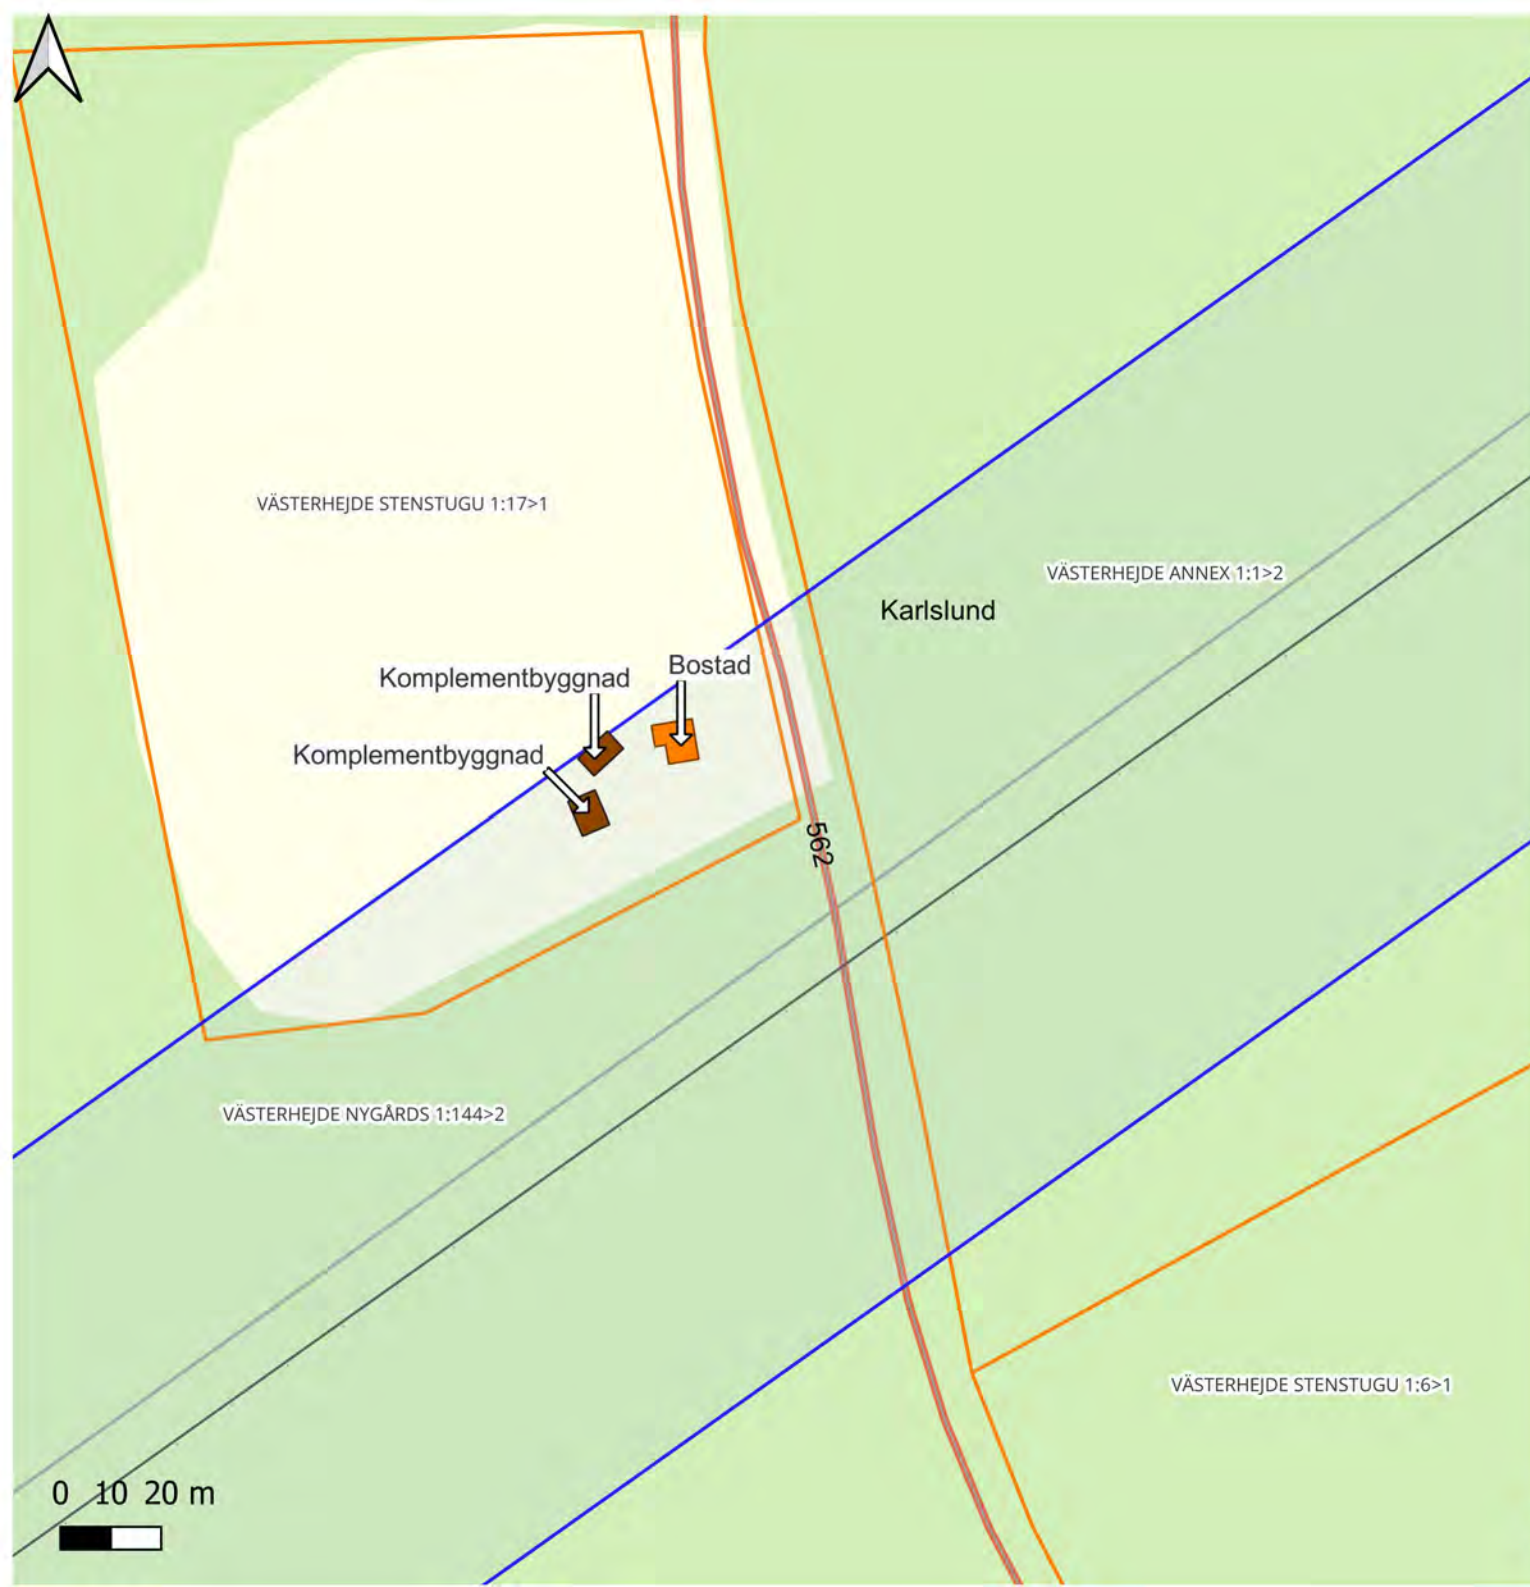 VÄSTERHEJDE STENSTUGU 1:17>1
VÄSTERHEJDE ANNEX 1:1>2
Karlslund
Bostad
Komplementbyggnad
Komplementbyggnad
562
VÄSTERHEJDE NYGÅRDS 1:144>2
VÄSTERHEJDE STENSTUGU 1:6>1
0 10 20 m